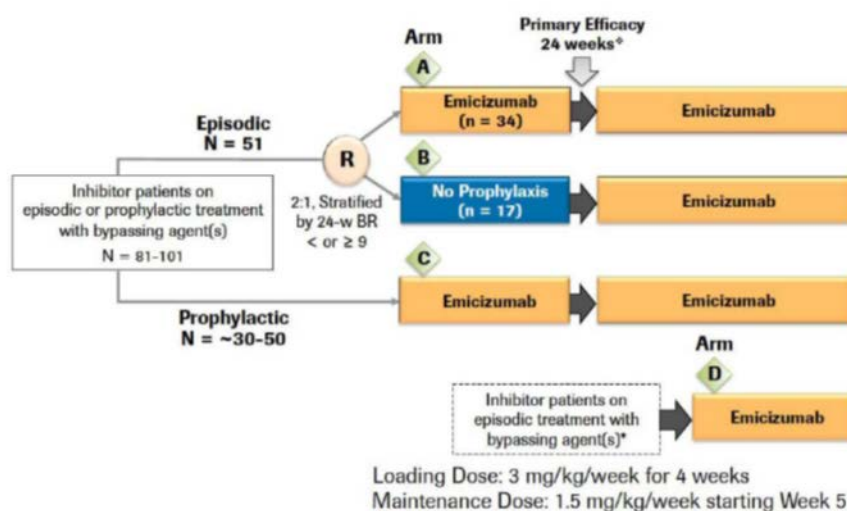 Primary Efficacy
24 weeks*
Arm
A
Emicizumab
(n = 34)
Emicizumab
Episodic
N = 51
R
B
No Prophylaxis
(n = 17)
Emicizumab
2:1, Stratified
by 24-w BR
< or ≥ 9
Inhibitor patients on
episodic or prophylactic treatment
with bypassing agent(s)
N = 81-101
C
Emicizumab
Emicizumab
Prophylactic
N = ~30-50
Arm
D
Inhibitor patients on
episodic treatment with
bypassing agent(s)*
Emicizumab
Loading Dose: 3 mg/kg/week for 4 weeks
Maintenance Dose: 1.5 mg/kg/week starting Week 5